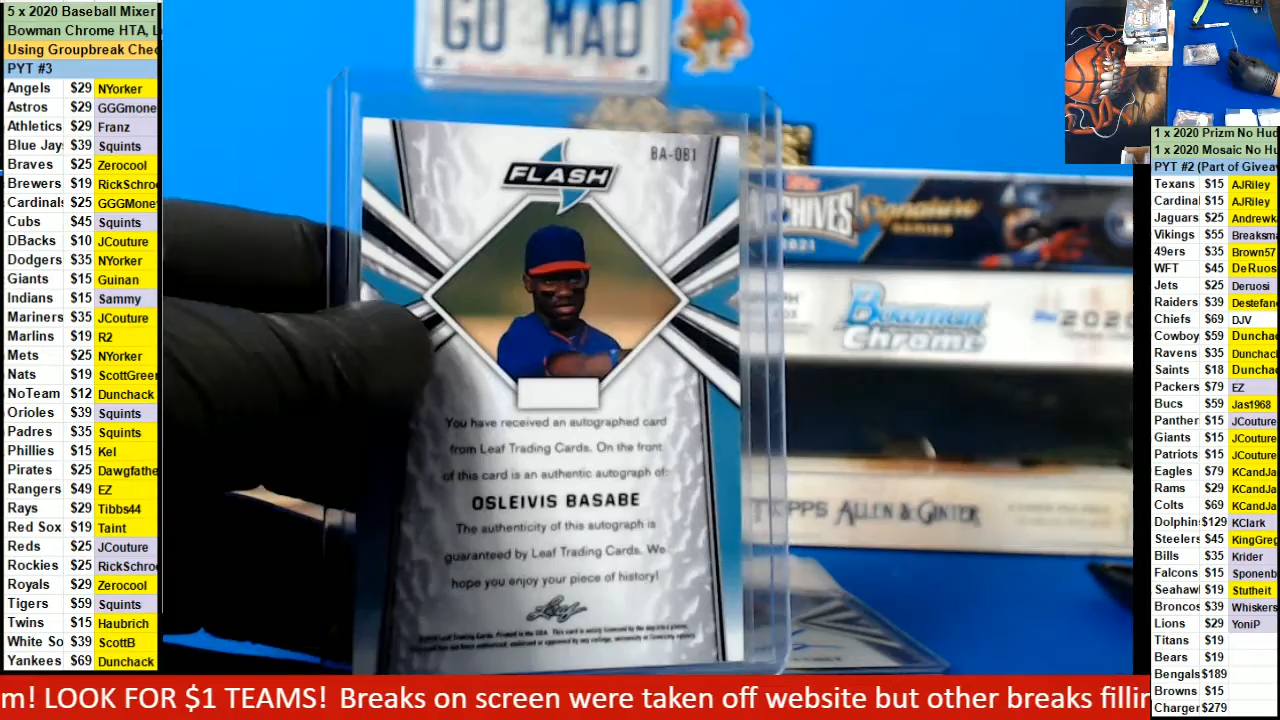 5 x 2020 Baseball Mixer
Bowman Chrome HTA, L
Using Groupbreak Chec
PYT #3
Angels $29 NYorker
Astros $29 GGGmone
Athletics $29 Franz
Blue Jay $39 Squints
Braves $25 Zerocool
Brewers $19 RickSchro
Cardinal $25 GGGMone
Cubs $45 Squints
DBacks $10 JCouture
Dodgers $35 NYorker
Giants $15 Guinan
Indians $15 Sammy
Mariners $35 JCouture
Marlins $19 R2
Mets $25 NYorker
Nats $19 ScottGree
NoTeam $12 Dunchack
Orioles $39 Squints
Padres $35 Squints
Phillies $15 Kel
Pirates $25 Dawgfathe
Rangers $49 EZ
Rays $29 Tibbs44
Red Sox $19 Taint
Reds $25 JCouture
Rockies $25 RickSchro
Royals $29 Zerocool
Tigers $59 Squints
Twins $15 Haubrich
White So $39 ScottB
Yankees $69 Dunchack
GO MAD
BA-OB1
FLASH
You have received an autographed card
from Leaf Trading Cards. On the front
of this card is an authentic autograph of:
OSLEIVIS BASABE
The authenticity of this autograph is
guaranteed by Leaf Trading Cards. We
hope you enjoy your piece of history!
Leaf
ARCHIVES Signature
SERIES
2021
Bowman
Chrome
2020
TOPPS ALLEN & GINTER
1 x 2020 Prizm No Hud
1 x 2020 Mosaic No Hu
PYT #2 (Part of Giveav
Texans $15 AJRiley
Cardinal $15 AJRiley
Jaguars $25 Andrewk
Vikings $55 Breaksma
49ers $35 Brown57
WFT $45 DeRuos
Jets $25 Deruosi
Raiders $39 Destefan
Chiefs $69 DJV
Cowboy $59 Duncha
Ravens $35 Dunchac
Saints $18 Dunchac
Packers $79 EZ
Bucs $59 Jas1968
Panther $15 JCouture
Giants $15 JCouture
Patriots $15 JCouture
Eagles $79 KCandJa
Rams $29 KCandJa
Colts $69 KCandJa
Dolphin $129 KClark
Steelers $45 KingGreg
Bills $35 Krider
Falcons $15 Sponenb
Seahaw $19 Stutheit
Broncos $39 Whiskers
Lions $29 YoniP
Titans $19
Bears $19
Bengals $189
Browns $15
Charger $279
m! LOOK FOR $1 TEAMS! Breaks on screen were taken off website but other breaks fillin